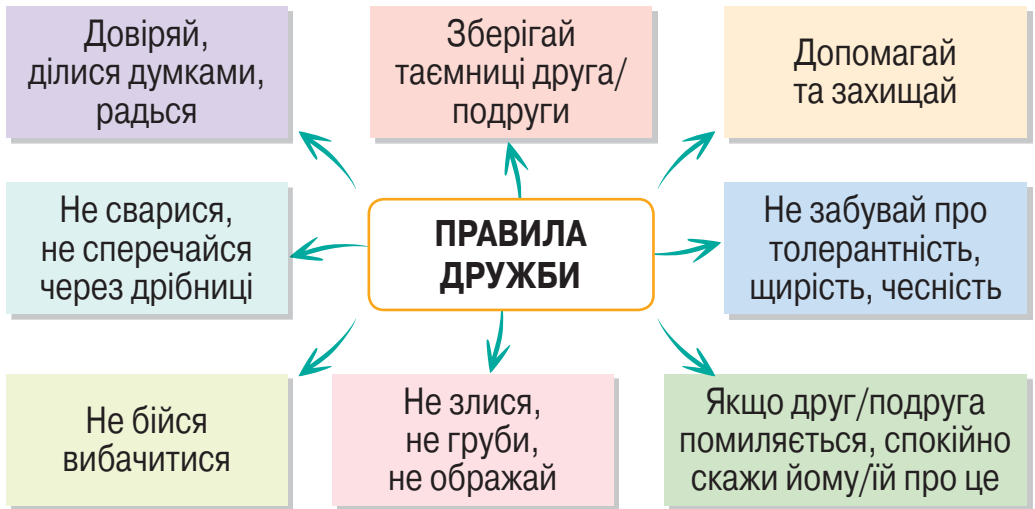 Довіряй,
ділися думками,
радься
Зберігай
таємниці друга/
подруги
Допомагай
та захищай
Не сварися,
не сперечайся
через дрібниці
ПРАВИЛА
ДРУЖБИ
Не забувай про
толерантність,
щирість, чесність
Не бійся
вибачитися
Не злися,
не груби,
не ображай
Якщо друг/подруга
помиляється, спокійно
скажи йому/їй про це